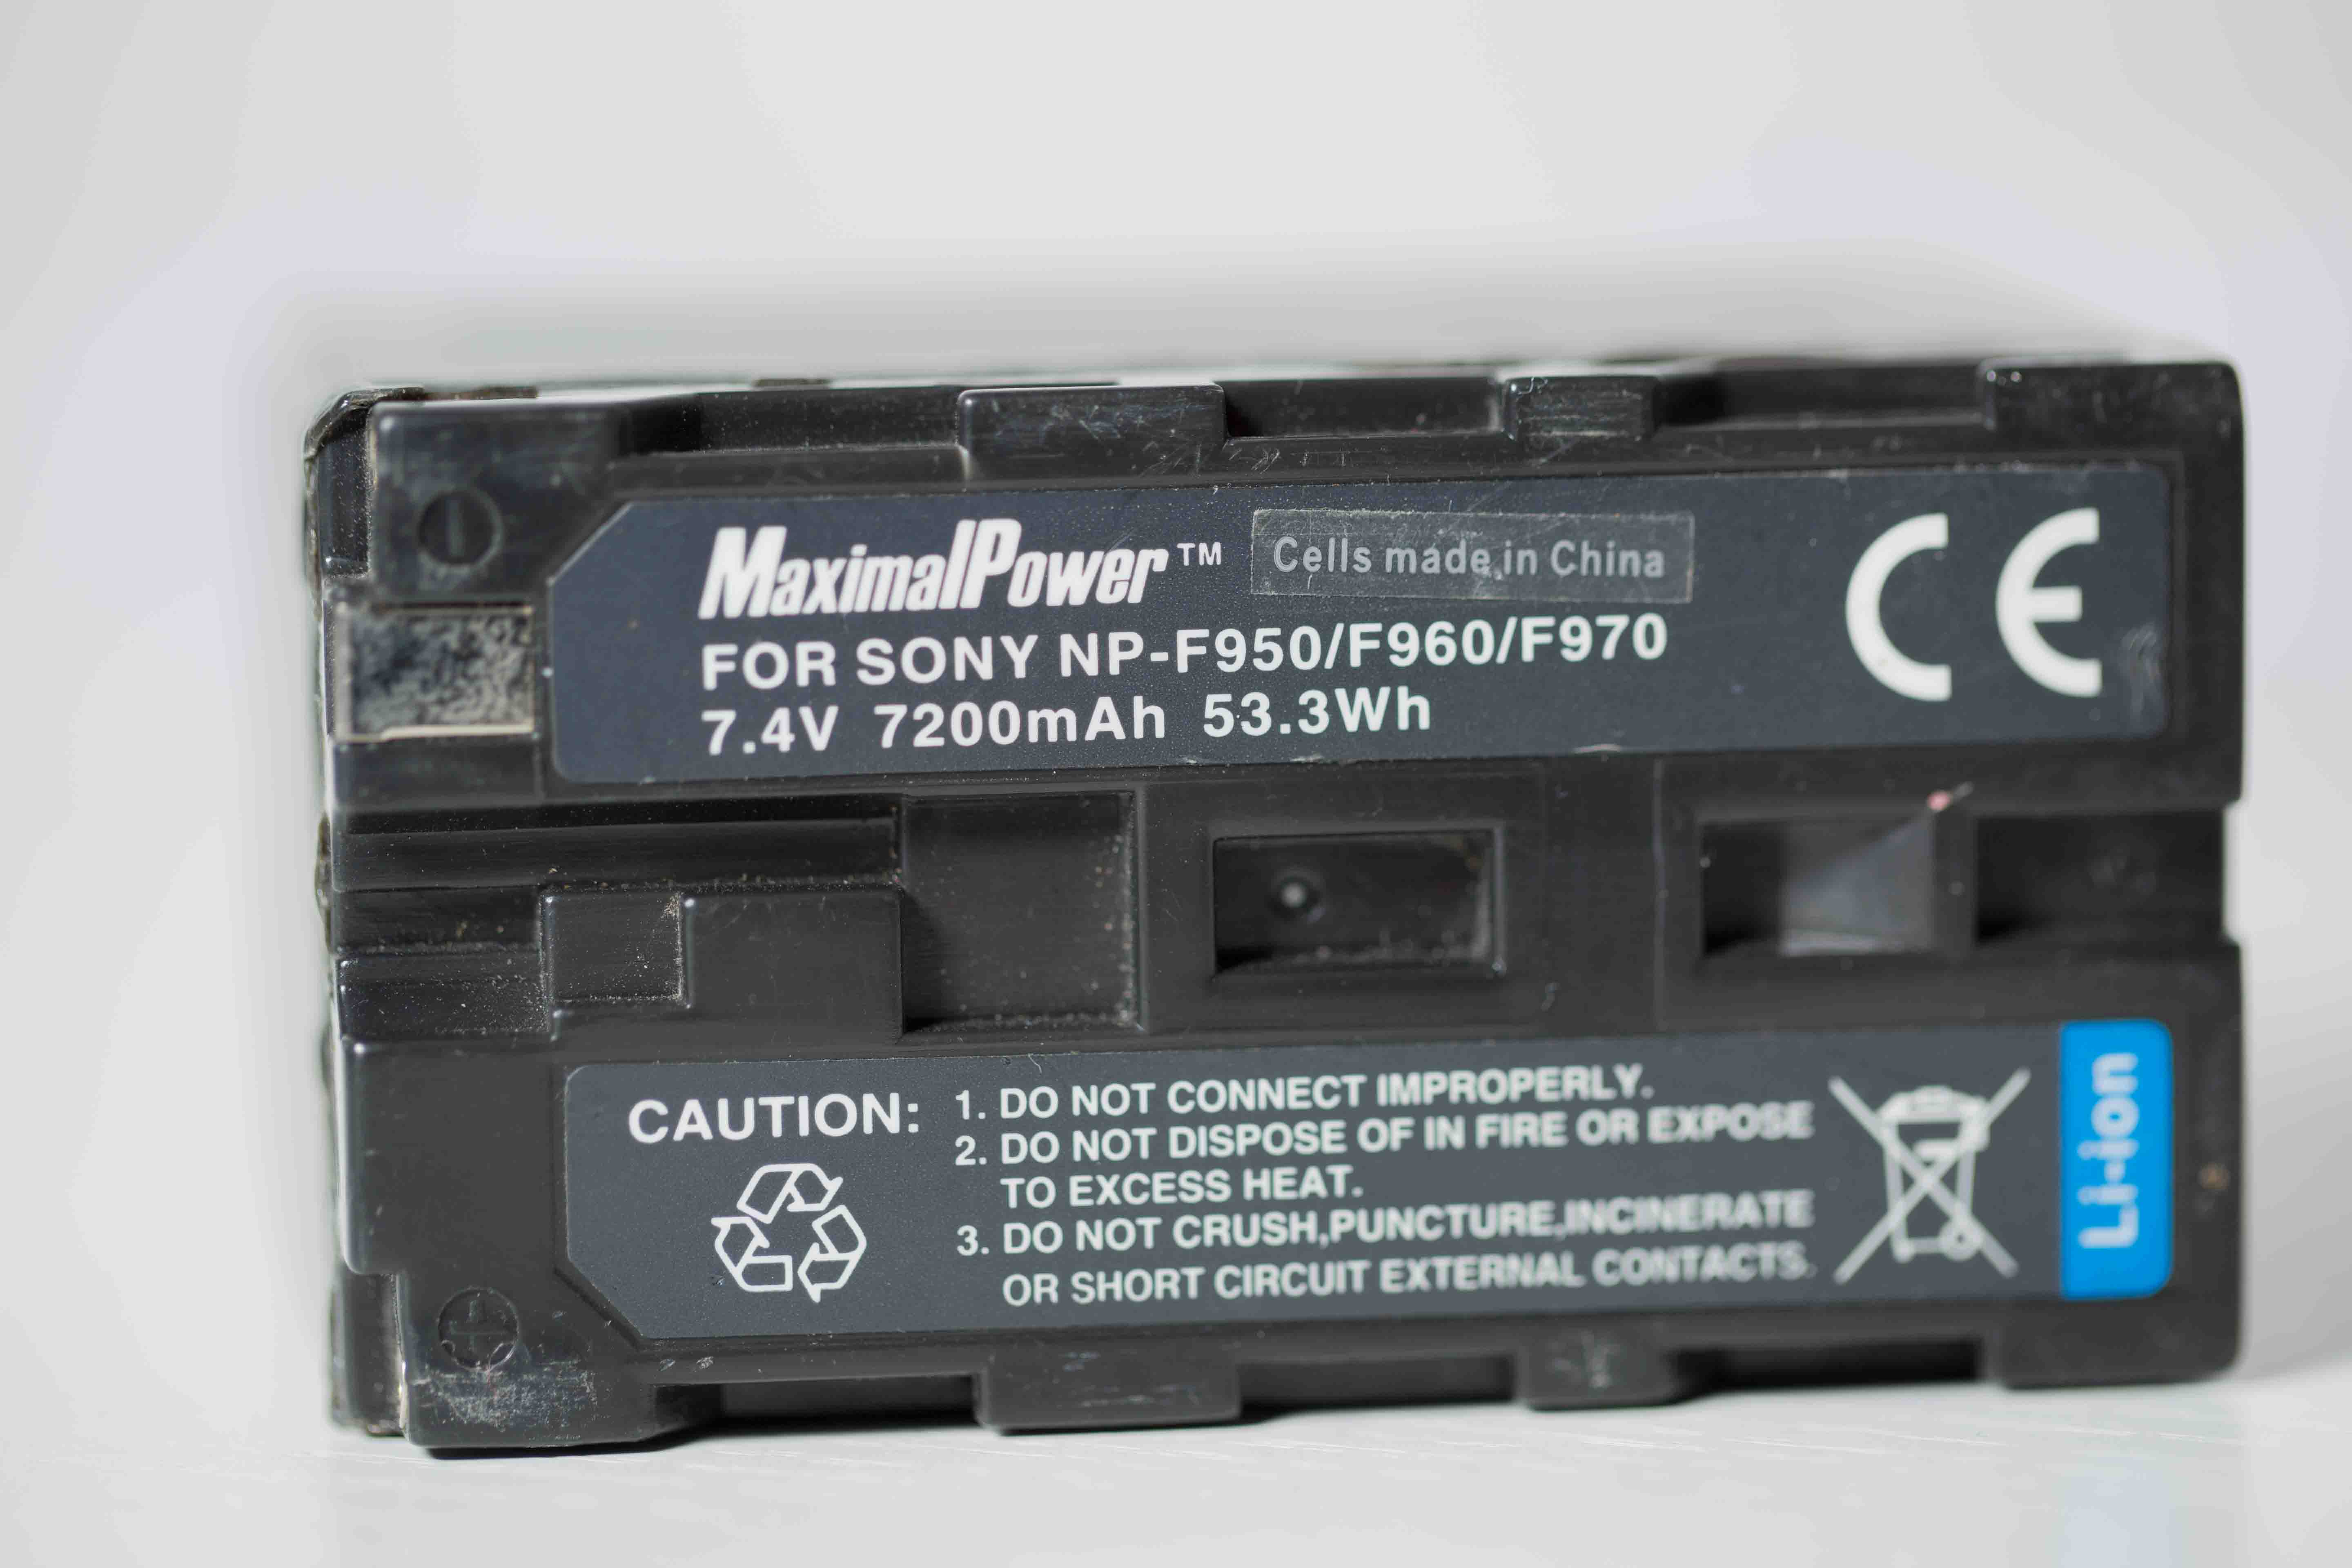 MaximalPower™ Cells made in China
FOR SONY NP-F950/F960/F970
7.4V 7200mAh 53.3Wh
CE
CAUTION: 1. DO NOT CONNECT IMPROPERLY.
2. DO NOT DISPOSE OF IN FIRE OR EXPOSE
TO EXCESS HEAT.
3. DO NOT CRUSH,PUNCTURE,INCINERATE
OR SHORT CIRCUIT EXTERNAL CONTACTS.
Li-ion